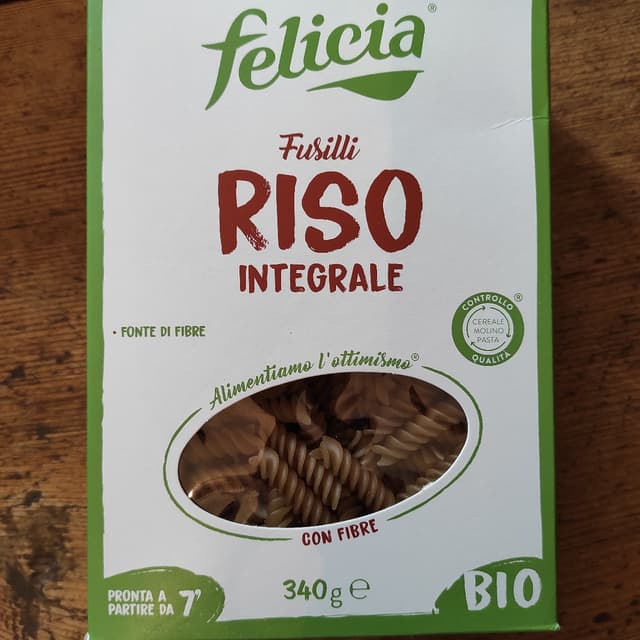 felicia®
Fusilli
RISO
INTEGRALE
• FONTE DI FIBRE
CONTROLLO®
CEREALE
MOLINO
PASTA
QUALITÀ
Alimentiamo l'ottimismo®
CON FIBRE
PRONTA A
PARTIRE DA 7'
340g ℮
BIO